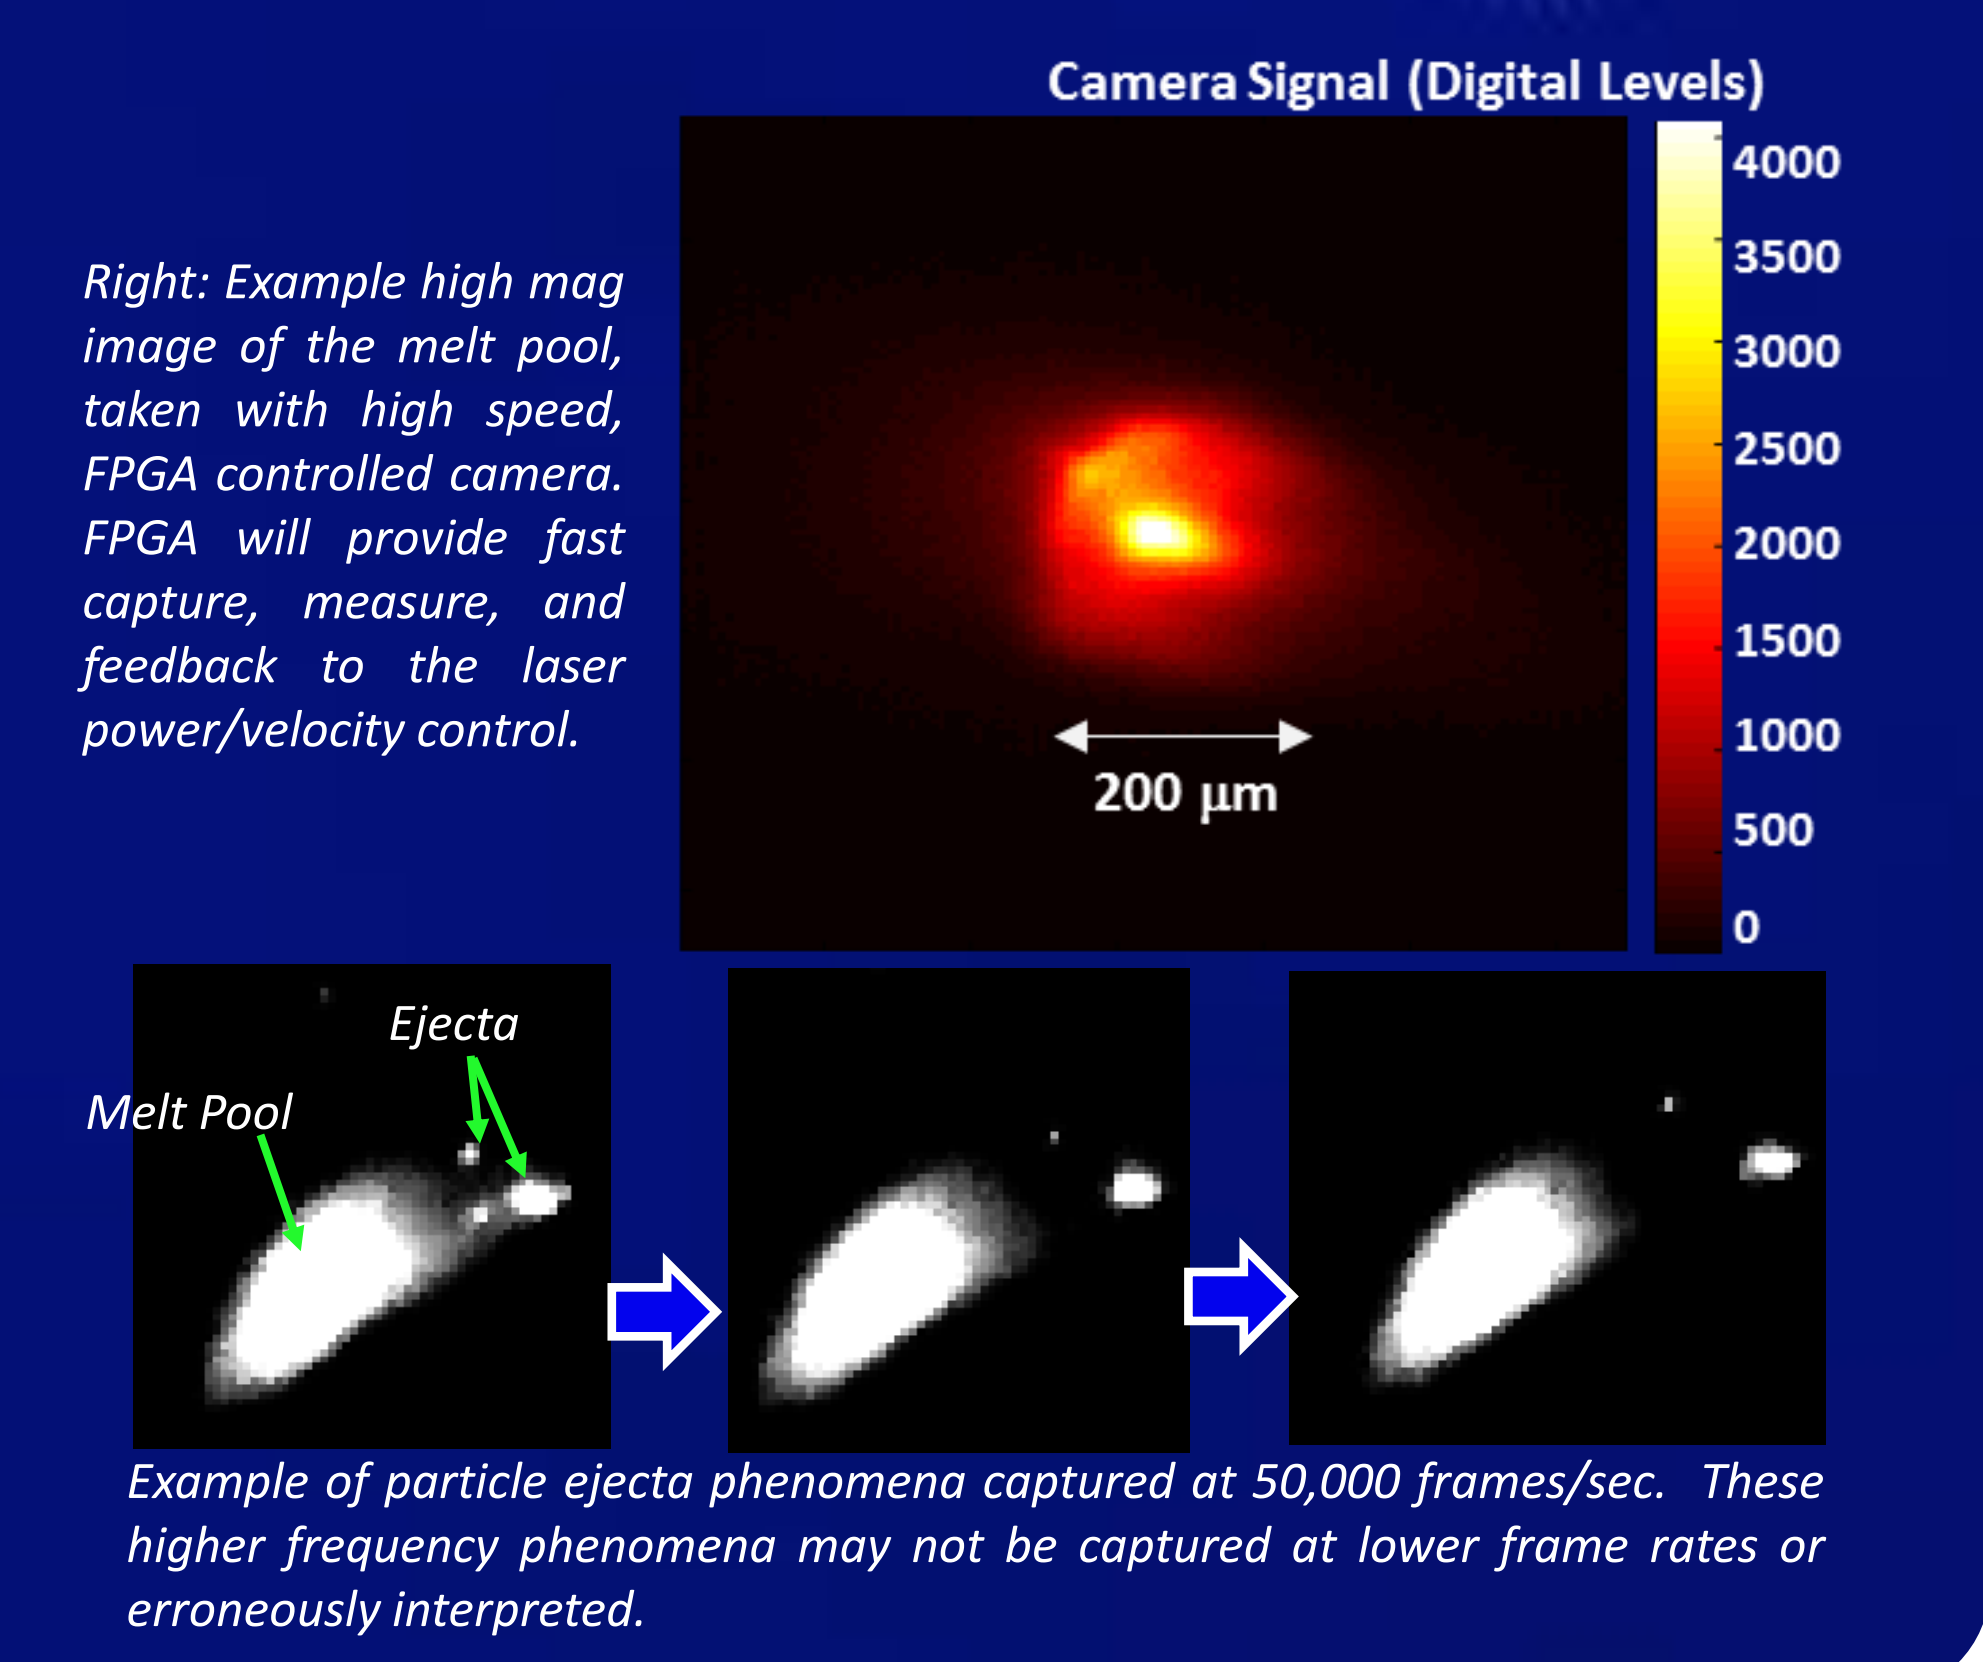 Camera Signal (Digital Levels)
4000
3500
3000
2500
2000
1500
1000
500
0
Right: Example high mag
image of the melt pool,
taken with high speed,
FPGA controlled camera.
FPGA will provide fast
capture, measure, and
feedback to the laser
power/velocity control.
200 µm
Ejecta
Melt Pool
Example of particle ejecta phenomena captured at 50,000 frames/sec. These
higher frequency phenomena may not be captured at lower frame rates or
erroneously interpreted.